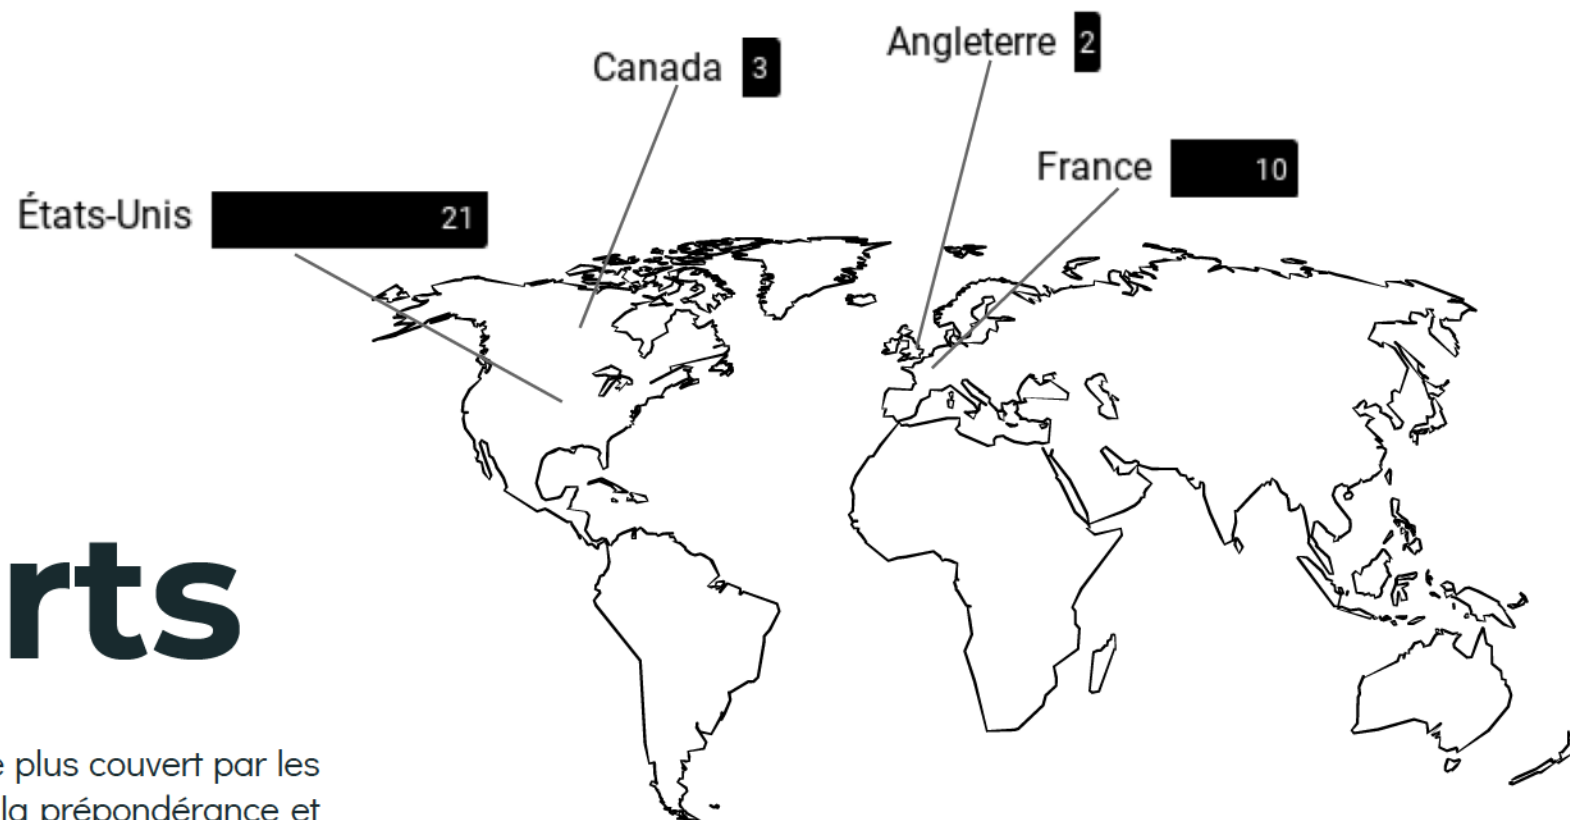 Angleterre 2
Canada 3
France 10
États-Unis 21
rts
plus couvert par les
la prépondérance et